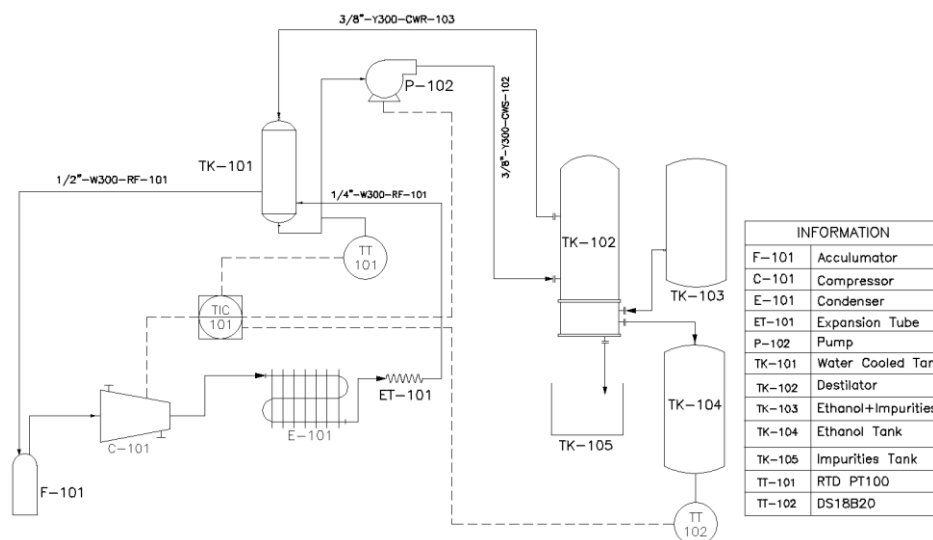 3/8"-Y300-CWR-103
P-102
3/8"-Y300-CWS-102
TK-101
1/2"-W300-RF-101
1/4"-W300-RF-101
TT
101
TIC
101
TK-102
TK-103
ET-101
E-101
C-101
F-101
TK-104
TK-105
TT
102
INFORMATION
F-101 Acculumator
C-101 Compressor
E-101 Condenser
ET-101 Expansion Tube
P-102 Pump
TK-101 Water Cooled Tan
TK-102 Destilator
TK-103 Ethanol+Impurities
TK-104 Ethanol Tank
TK-105 Impurities Tank
TT-101 RTD PT100
TT-102 DS18B20